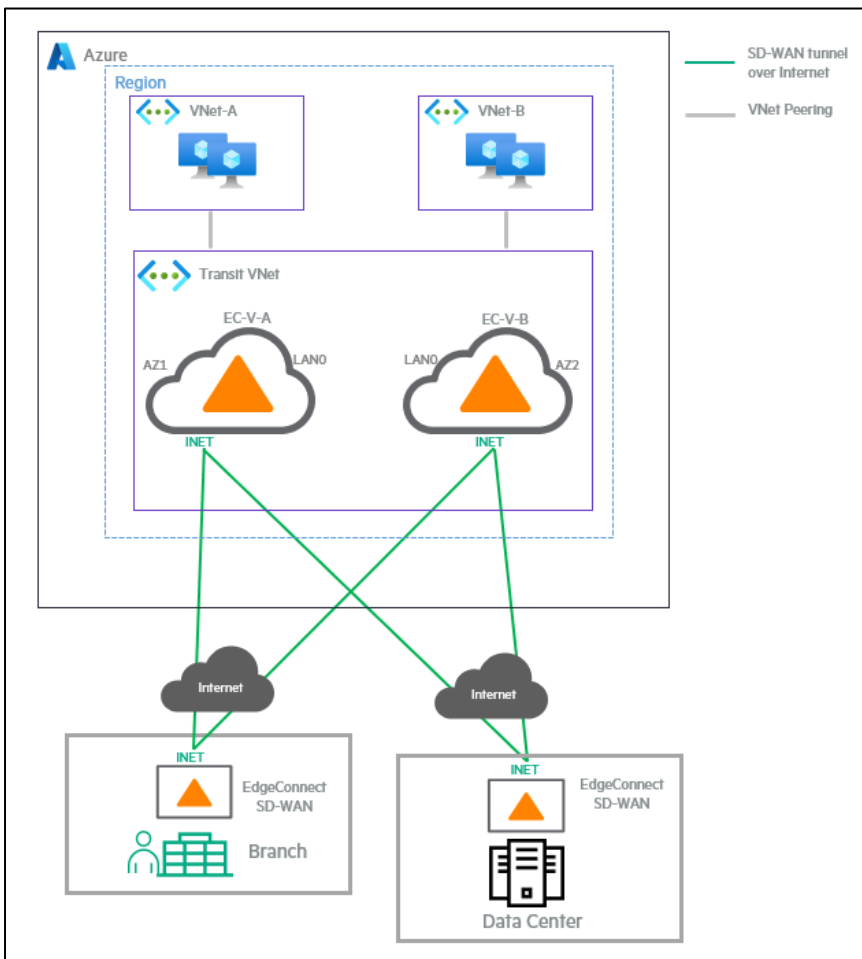 Azure
SD-WAN tunnel
over Internet
Region
VNet-A
VNet-B
VNet Peering
Transit VNet
EC-V-A
EC-V-B
AZ1
LAN0
LAN0
AZ2
INET
INET
Internet
Internet
INET
INET
EdgeConnect
SD-WAN
EdgeConnect
SD-WAN
Branch
Data Center